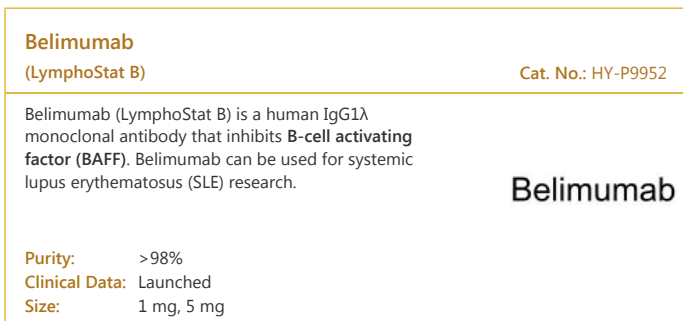 Belimumab
(LymphoStat B)
Cat. No.: HY-P9952
Belimumab (LymphoStat B) is a human IgG1λ
monoclonal antibody that inhibits B-cell activating
factor (BAFF). Belimumab can be used for systemic
lupus erythematosus (SLE) research.
Belimumab
Purity: >98%
Clinical Data: Launched
Size: 1 mg, 5 mg